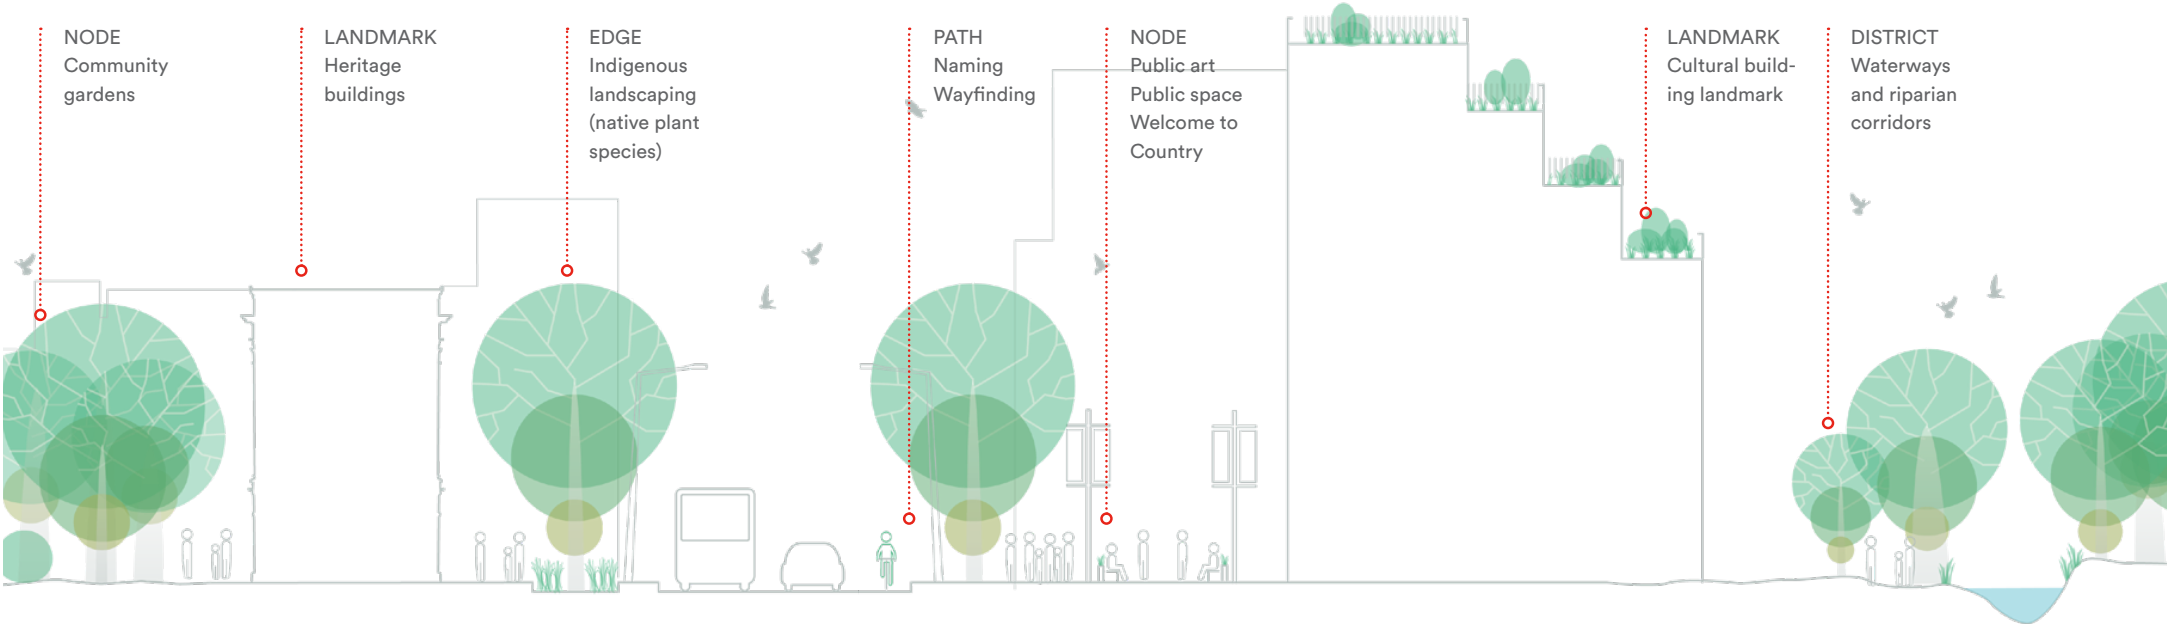 NODE
Community
gardens
LANDMARK
Heritage
buildings
EDGE
Indigenous
landscaping
(native plant
species)
PATH
Naming
Wayfinding
NODE
Public art
Public space
Welcome to
Country
LANDMARK
Cultural build-
ing landmark
DISTRICT
Waterways
and riparian
corridors